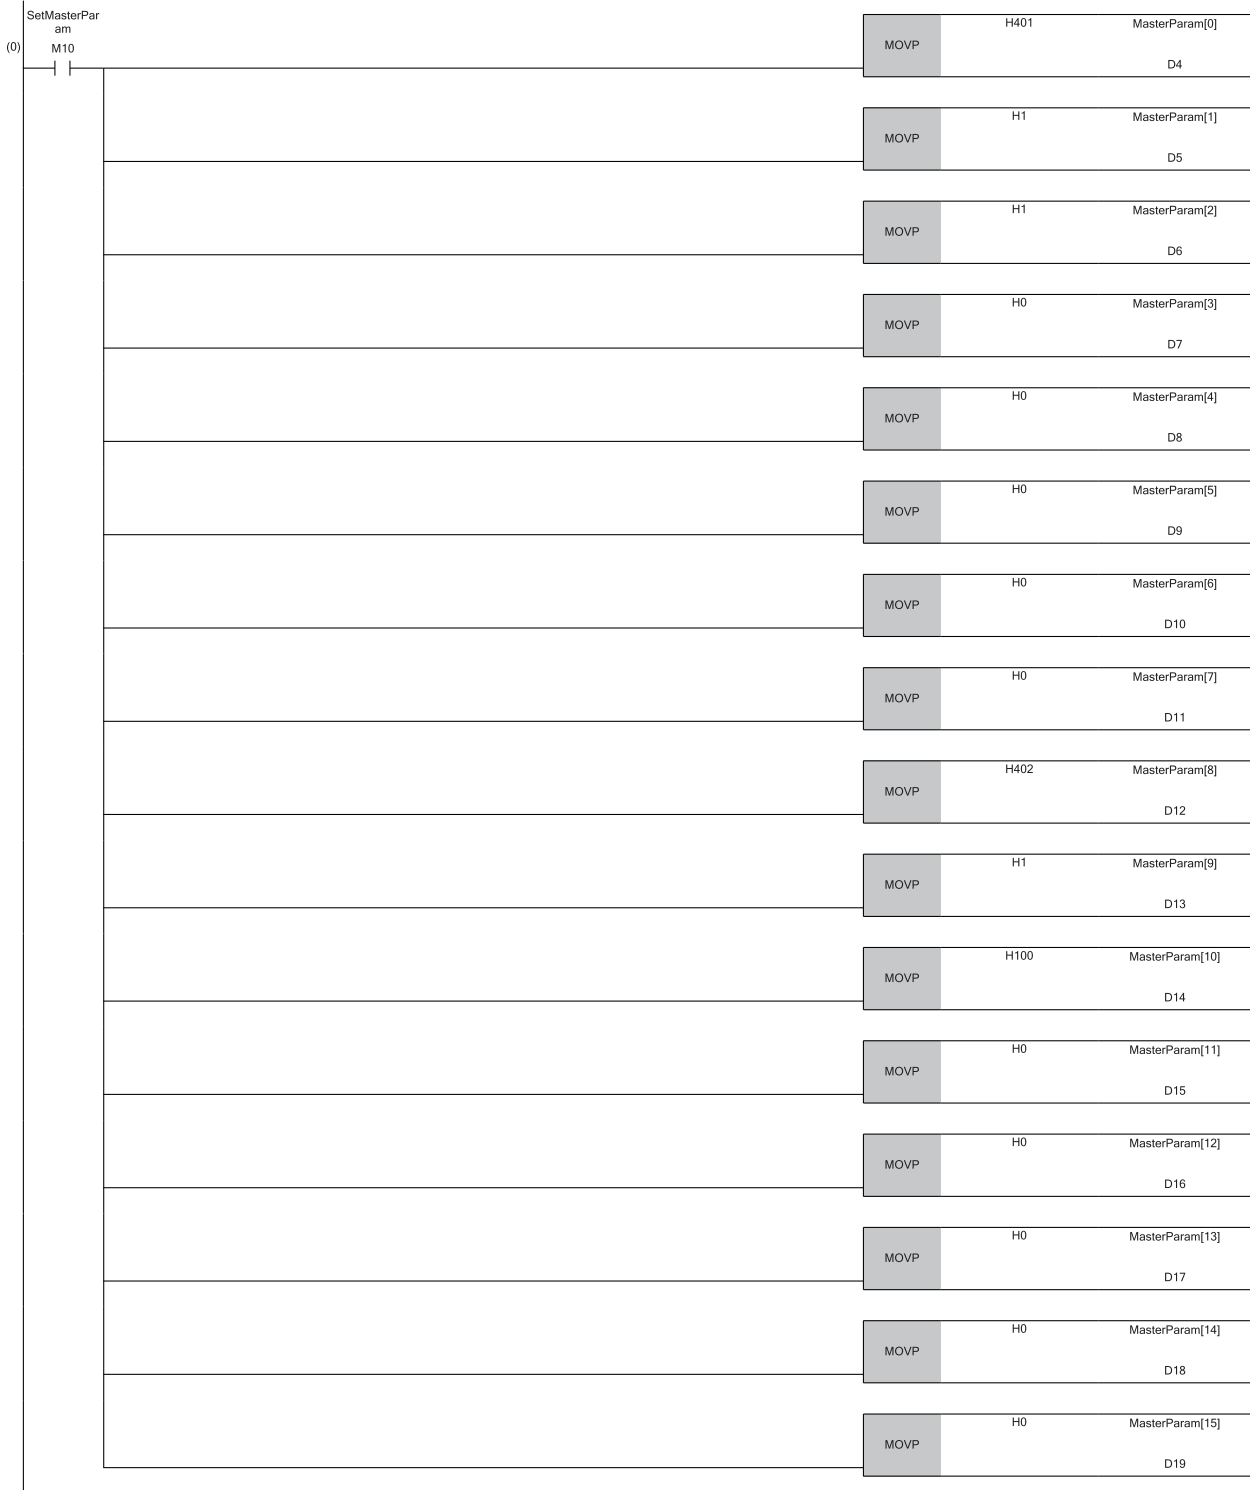 SetMasterPar
am
(0)
M10
H401 MasterParam[0]
MOVP
D4
H1 MasterParam[1]
MOVP
D5
H1 MasterParam[2]
MOVP
D6
H0 MasterParam[3]
MOVP
D7
H0 MasterParam[4]
MOVP
D8
H0 MasterParam[5]
MOVP
D9
H0 MasterParam[6]
MOVP
D10
H0 MasterParam[7]
MOVP
D11
H402 MasterParam[8]
MOVP
D12
H1 MasterParam[9]
MOVP
D13
H100 MasterParam[10]
MOVP
D14
H0 MasterParam[11]
MOVP
D15
H0 MasterParam[12]
MOVP
D16
H0 MasterParam[13]
MOVP
D17
H0 MasterParam[14]
MOVP
D18
H0 MasterParam[15]
MOVP
D19